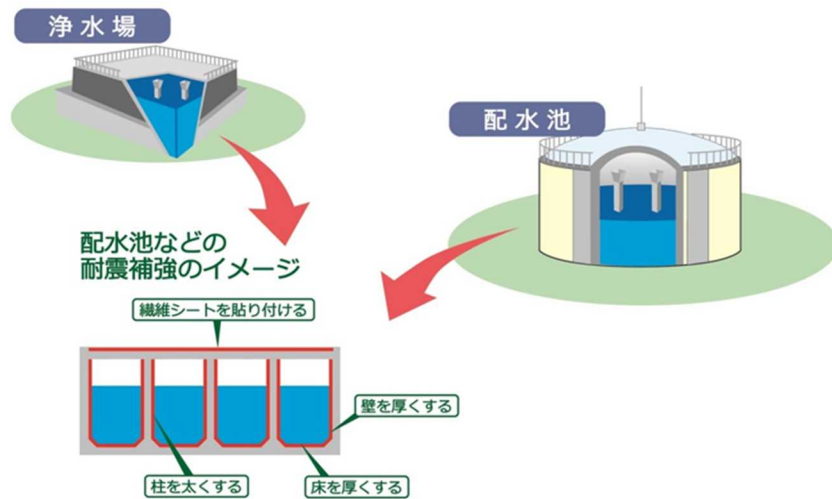 浄水場
配水池
配水池などの
耐震補強のイメージ
繊維シートを貼り付ける
壁を厚くする
柱を太くする
床を厚くする